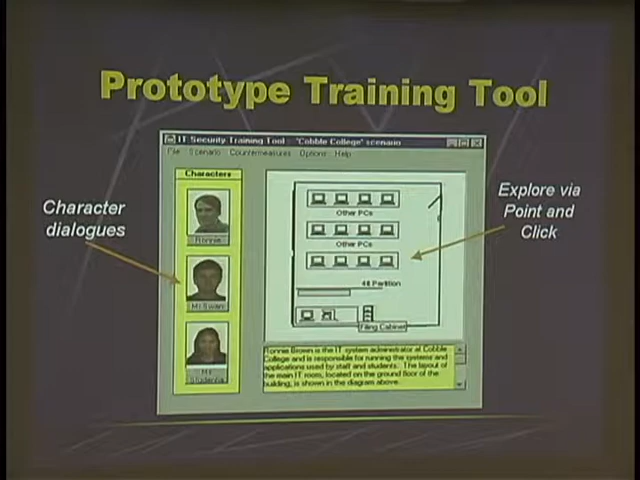 Prototype Training Tool
IT Security Training Tool - "Cobble College" scenario
File Scenario Countermeasures Options Help
Characters
Ronnie
Mr Swan
Character
dialogues
Other PCs
Other PCs
Partition
Filing Cabinet
Explore via
Point and
Click
Ronnie Brown is the IT system administrator at Cobble
College and is responsible for running the systems and
applications used by staff and students. The layout of
the main IT room, located on the ground floor of the
building, is shown in the diagram above.